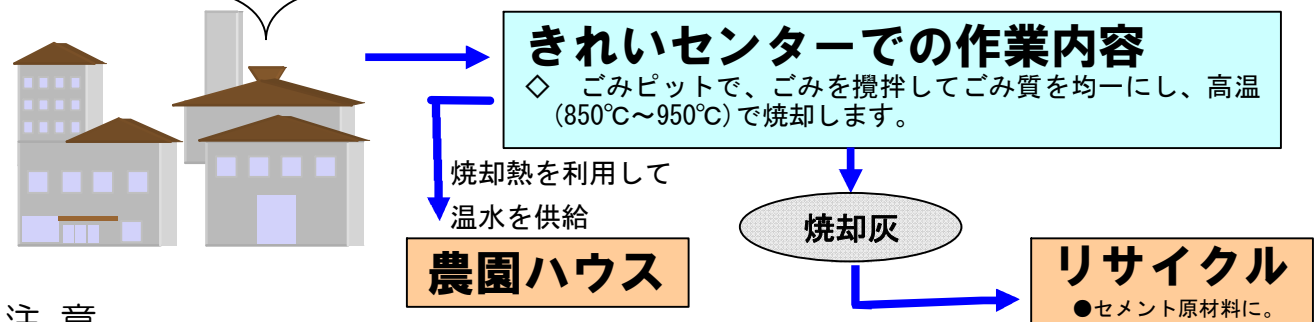 きれいセンターでの作業内容
◇ ごみピットで、ごみを攪拌してごみ質を均一にし、高温
(850℃～950℃)で焼却します。
焼却熱を利用して
温水を供給
焼却灰
農園ハウス
リサイクル
●セメント原材料に。
注 意